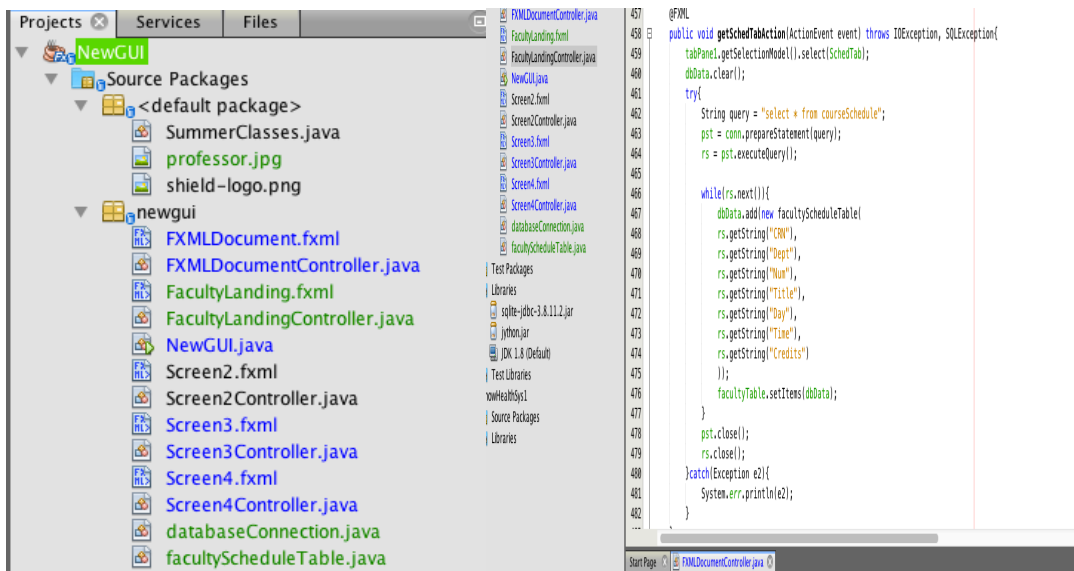 Projects Services Files
NewGUI
Source Packages
<default package>
SummerClasses.java
professor.jpg
shield-logo.png
newgui
FXMLDocument.fxml
FXMLDocumentController.java
FacultyLanding.fxml
FacultyLandingController.java
NewGUI.java
Screen2.fxml
Screen2Controller.java
Screen3.fxml
Screen3Controller.java
Screen4.fxml
Screen4Controller.java
databaseConnection.java
facultyScheduleTable.java
FXMLDocumentController.java
FacultyLanding.fxml
FacultyLandingController.java
NewGUI.java
Screen2.fxml
Screen2Controller.java
Screen3.fxml
Screen3Controller.java
Screen4.fxml
Screen4Controller.java
databaseConnection.java
facultyScheduleTable.java
Test Packages
Libraries
sqlite-jdbc-3.8.11.2.jar
jython.jar
JDK 1.8 (Default)
Test Libraries
nowHealthSys1
Source Packages
Libraries
457 @FXML
458 public void getSchedTabAction(ActionEvent event) throws IOException, SQLException{
459 tabPane1.getSelectionModel().select(SchedTab);
460 dbData.clear();
461 try{
462 String query = "select * from courseSchedule";
463 pst = conn.prepareStatement(query);
464 rs = pst.executeQuery();
465
466 while(rs.next()){
467 dbData.add(new facultyScheduleTable(
468 rs.getString("CRN"),
469 rs.getString("Dept"),
470 rs.getString("Num"),
471 rs.getString("Title"),
472 rs.getString("Day"),
473 rs.getString("Time"),
474 rs.getString("Credits")
475 ));
476 facultyTable.setItems(dbData);
477 }
478 pst.close();
479 rs.close();
480 }catch(Exception e2){
481 System.err.println(e2);
482 }
Start Page FXMLDocumentController.java